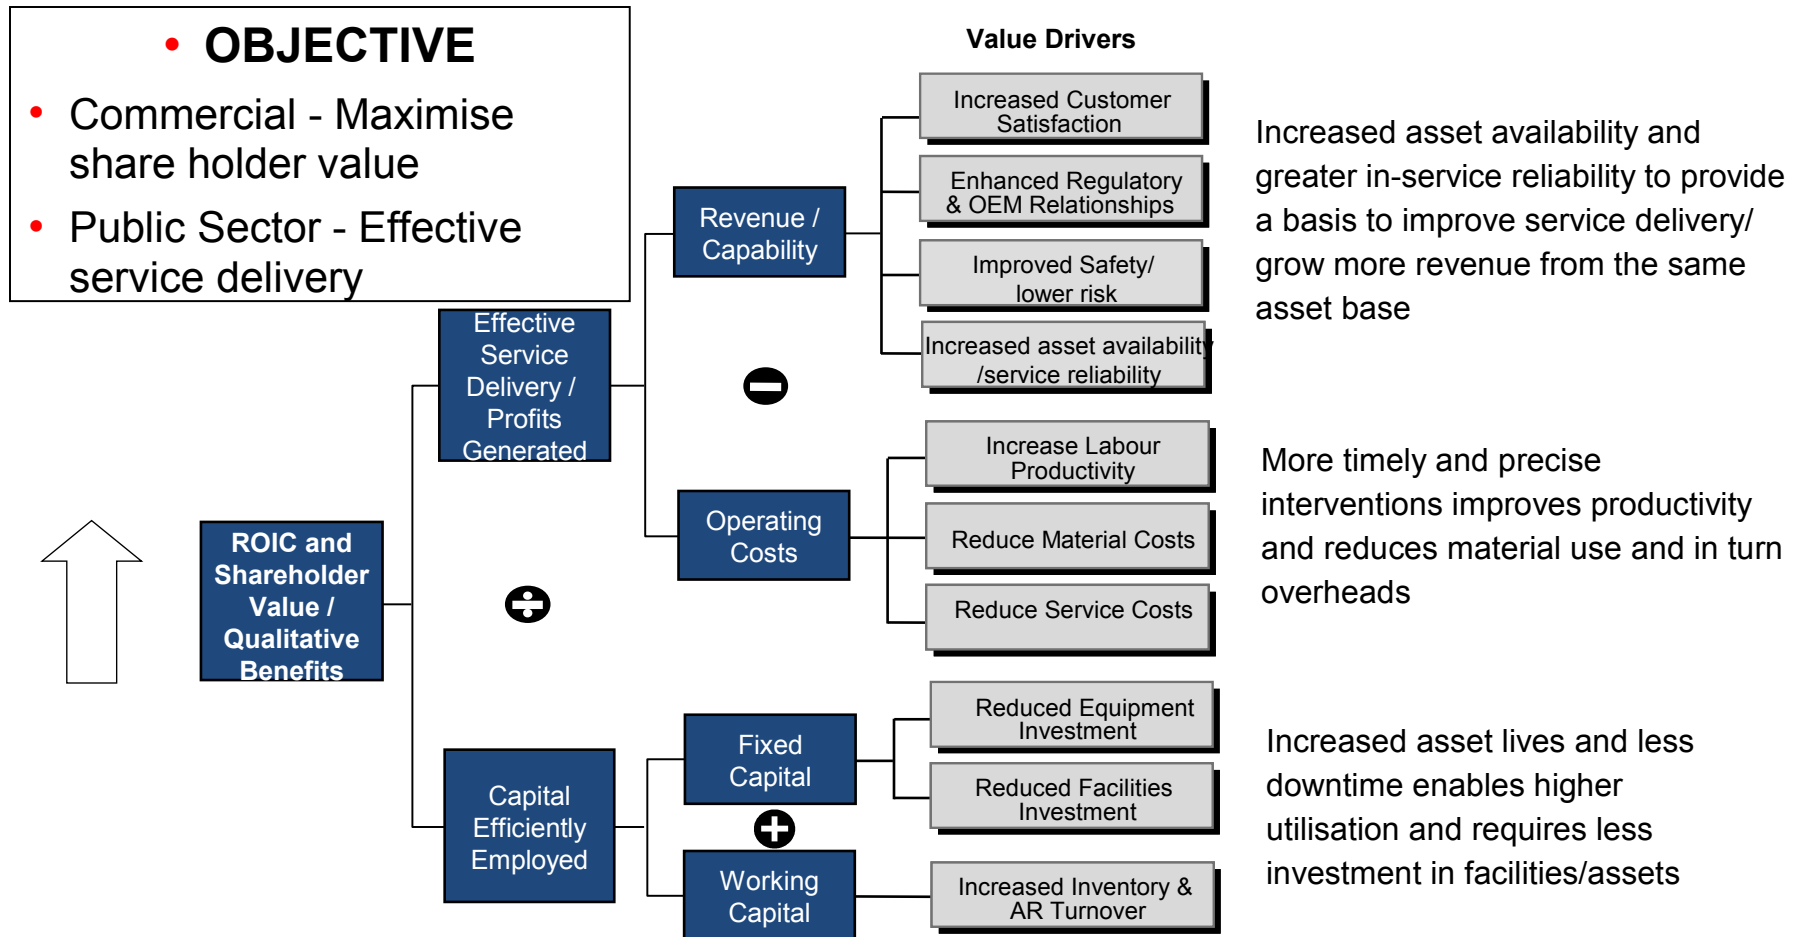 • OBJECTIVE
• Commercial - Maximise
share holder value
• Public Sector - Effective
service delivery
Value Drivers
ROIC and
Shareholder
Value /
Qualitative
Benefits
Effective
Service
Delivery /
Profits
Generated
Capital
Efficiently
Employed
Revenue /
Capability
Operating
Costs
Fixed
Capital
Working
Capital
Increased Customer
Satisfaction
Enhanced Regulatory
& OEM Relationships
Improved Safety/
lower risk
Increased asset availability
/service reliability
Increase Labour
Productivity
Reduce Material Costs
Reduce Service Costs
Reduced Equipment
Investment
Reduced Facilities
Investment
Increased Inventory &
AR Turnover
Increased asset availability and
greater in-service reliability to provide
a basis to improve service delivery/
grow more revenue from the same
asset base
More timely and precise
interventions improves productivity
and reduces material use and in turn
overheads
Increased asset lives and less
downtime enables higher
utilisation and requires less
investment in facilities/assets